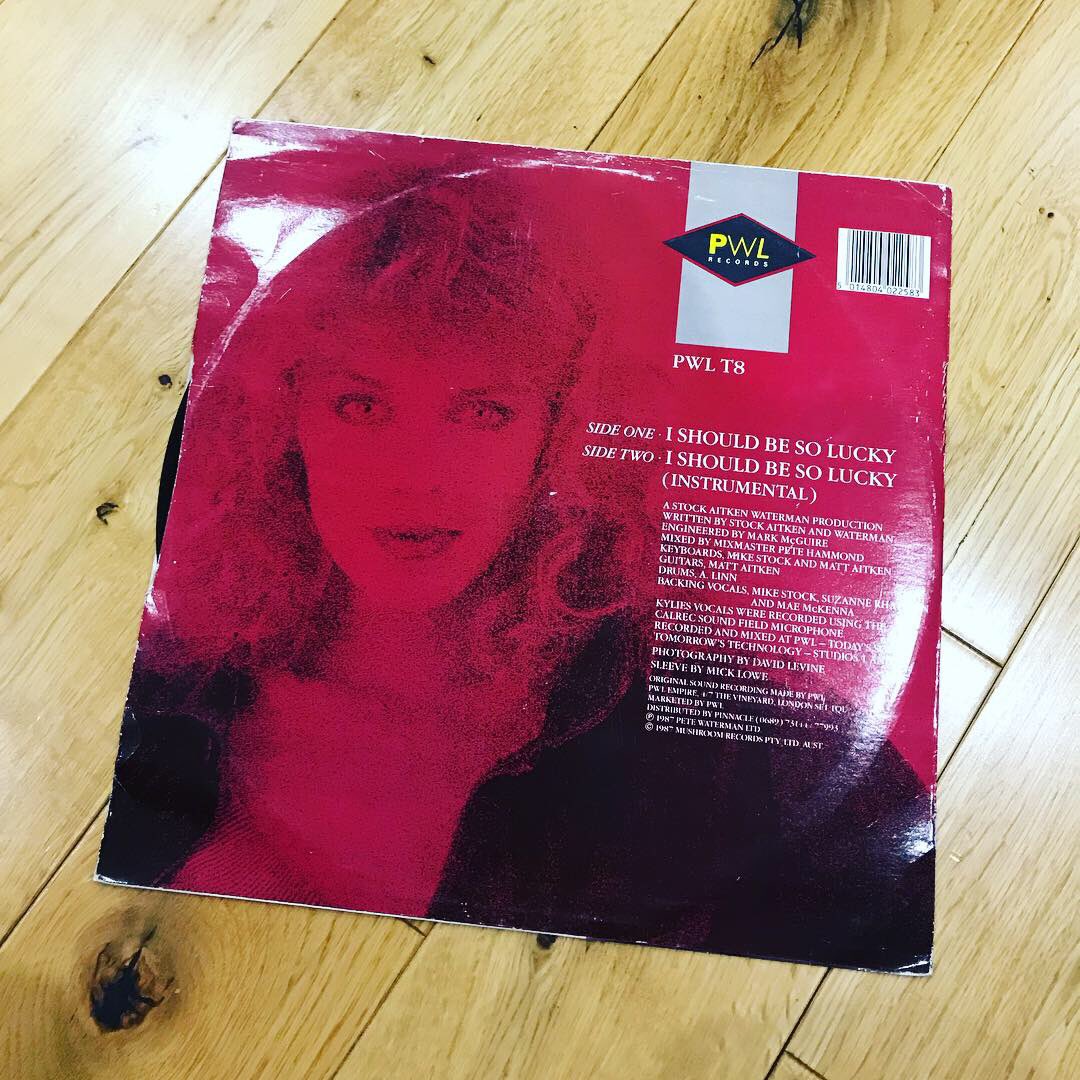 PWL
RECORDS
5 014804 022583
PWL T8
SIDE ONE · I SHOULD BE SO LUCKY
SIDE TWO · I SHOULD BE SO LUCKY
(INSTRUMENTAL)
A STOCK AITKEN WATERMAN PRODUCTION
WRITTEN BY STOCK AITKEN AND WATERMAN
ENGINEERED BY MARK McGUIRE
MIXED BY MIXMASTER PETE HAMMOND
KEYBOARDS, MIKE STOCK AND MATT AITKEN
GUITARS, MATT AITKEN
DRUMS, A. LINN
BACKING VOCALS, MIKE STOCK, SUZANNE
AND MAE McKENNA
KYLIES VOCALS WERE RECORDED USING THE
CALREC SOUND FIELD MICROPHONE
RECORDED AND MIXED AT PWL – TODAY'S
TOMORROW'S TECHNOLOGY – STUDIOS
PHOTOGRAPHY BY DAVID LEVINE
SLEEVE BY MICK LOWE
ORIGINAL SOUND RECORDING MADE BY PWL
PWL EMPIRE, 4/7 THE VINEYARD, LONDON SE1
MARKETED BY PWL
DISTRIBUTED BY PINNACLE (0689)
℗ 1987 PETE WATERMAN LTD
© 1987 MUSHROOM RECORDS PTY, LTD, AUST.